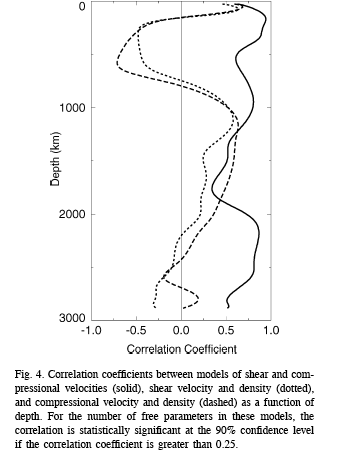 0
1000
2000
3000
Depth (km)
-1.0 -0.5 0.0 0.5 1.0
Correlation Coefficient
Fig. 4. Correlation coefficients between models of shear and com-
pressional velocities (solid), shear velocity and density (dotted),
and compressional velocity and density (dashed) as a function of
depth. For the number of free parameters in these models, the
correlation is statistically significant at the 90% confidence level
if the correlation coefficient is greater than 0.25.